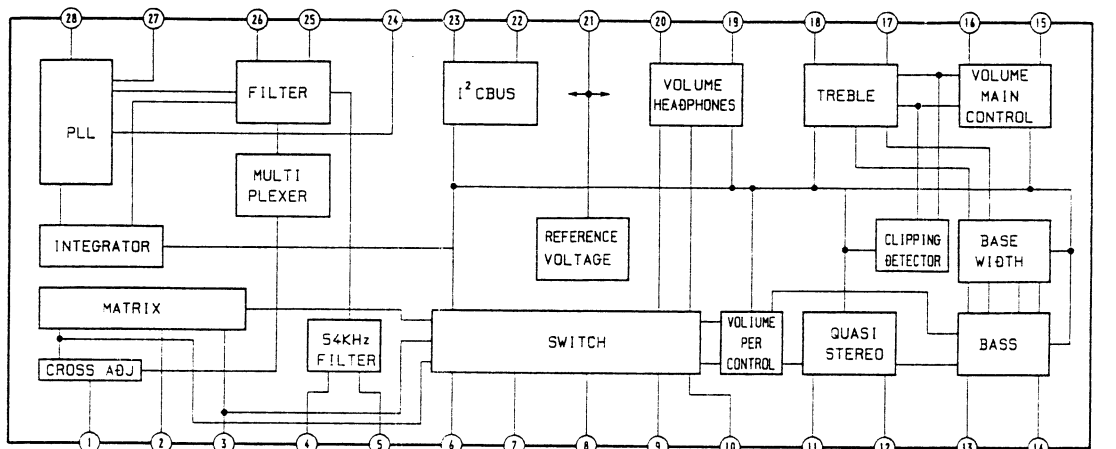 28 27 26 25 24 23 22 21 20 19 18 17 16 15
PLL
FILTER
I²CBUS
VOLUME
HEADPHONES
TREBLE
VOLUME
MAIN
CONTROL
MULTI
PLEXER
INTEGRATOR
REFERENCE
VOLTAGE
CLIPPING
DETECTOR
BASE
WIDTH
MATRIX
54KHz
FILTER
SWITCH
VOLIUME
PER
CONTROL
QUASI
STEREO
BASS
CROSS ADJ
1 2 3 4 5 6 7 8 9 10 11 12 13 14